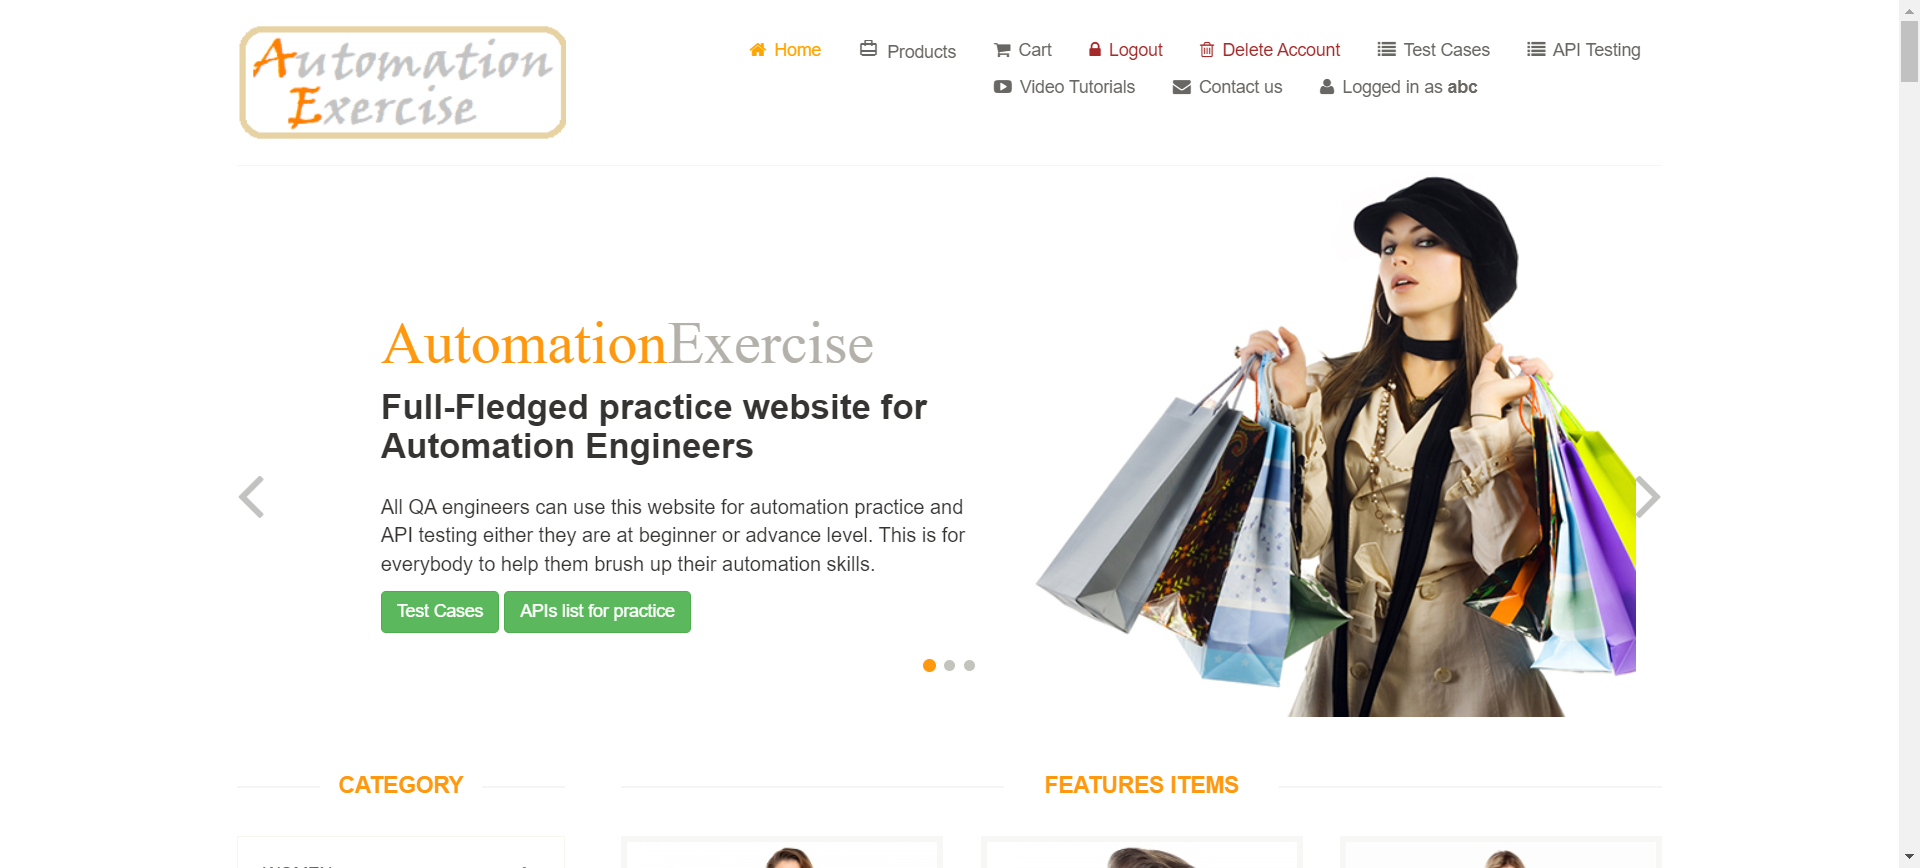 Automation
Exercise
Home Products Cart Logout Delete Account Test Cases API Testing
Video Tutorials Contact us Logged in as abc
AutomationExercise
Full-Fledged practice website for
Automation Engineers
All QA engineers can use this website for automation practice and
API testing either they are at beginner or advance level. This is for
everybody to help them brush up their automation skills.
Test Cases APIs list for practice
CATEGORY FEATURES ITEMS